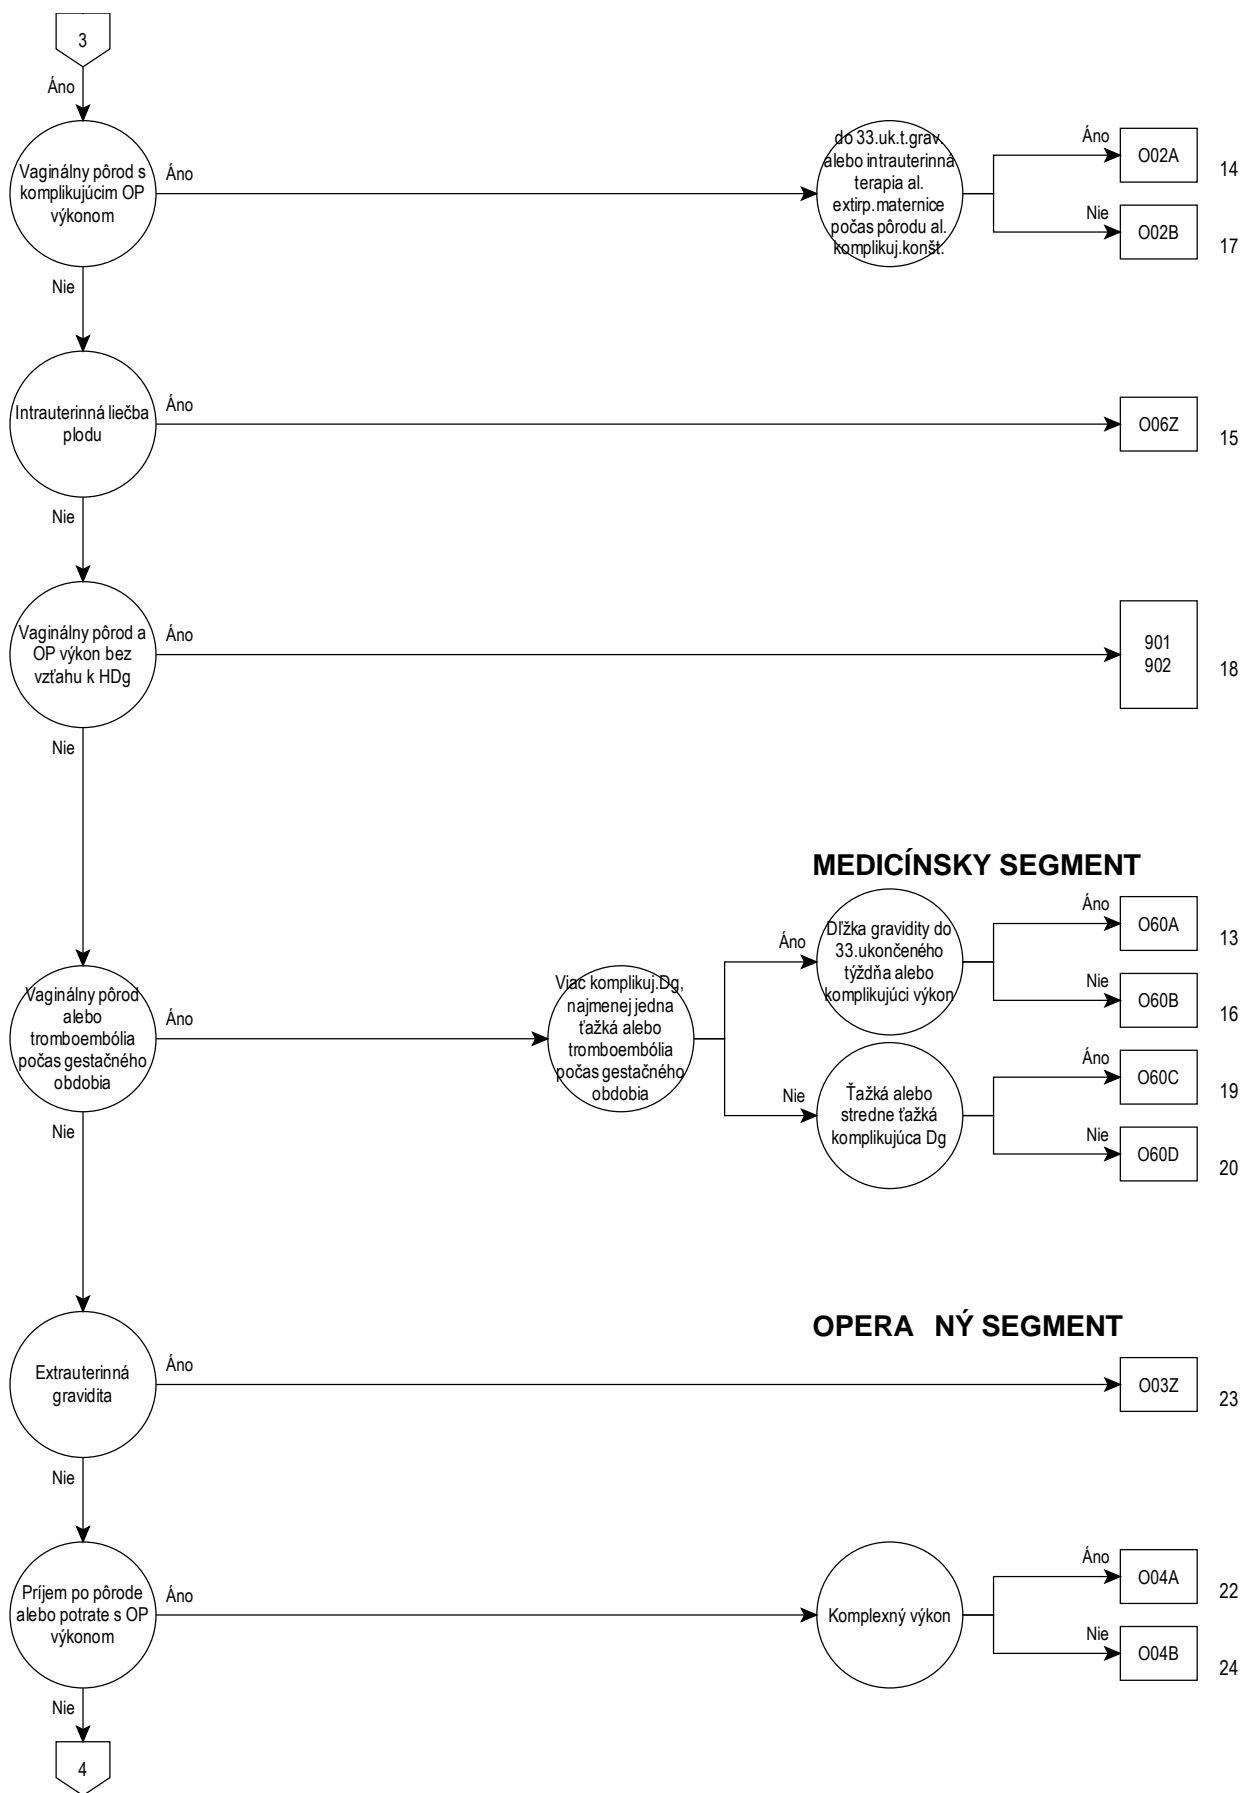 3
Áno
Vaginálny pôrod s
komplikujúcim OP
výkonom
Áno
do 33.uk.t.grav.
alebo intrauterinná
terapia al.
extirp.maternice
počas pôrodu al.
komplikuj.konšt.
Áno
O02A
14
Nie
O02B
17
Nie
Intrauterinná liečba
plodu
Áno
O06Z
15
Nie
Vaginálny pôrod a
OP výkon bez
vzťahu k HDg
Áno
901
902
18
Nie
MEDICÍNSKY SEGMENT
Vaginálny pôrod
alebo
tromboembólia
počas gestačného
obdobia
Áno
Viac komplikuj.Dg,
najmenej jedna
ťažká alebo
tromboembólia
počas gestačného
obdobia
Áno
Dĺžka gravidity do
33.ukončeného
týždňa alebo
komplikujúci výkon
Áno
O60A
13
Nie
O60B
16
Nie
Ťažká alebo
stredne ťažká
komplikujúca Dg
Áno
O60C
19
Nie
O60D
20
Nie
OPERA NÝ SEGMENT
Extrauterinná
gravidita
Áno
O03Z
23
Nie
Príjem po pôrode
alebo potrate s OP
výkonom
Áno
Komplexný výkon
Áno
O04A
22
Nie
O04B
24
Nie
4